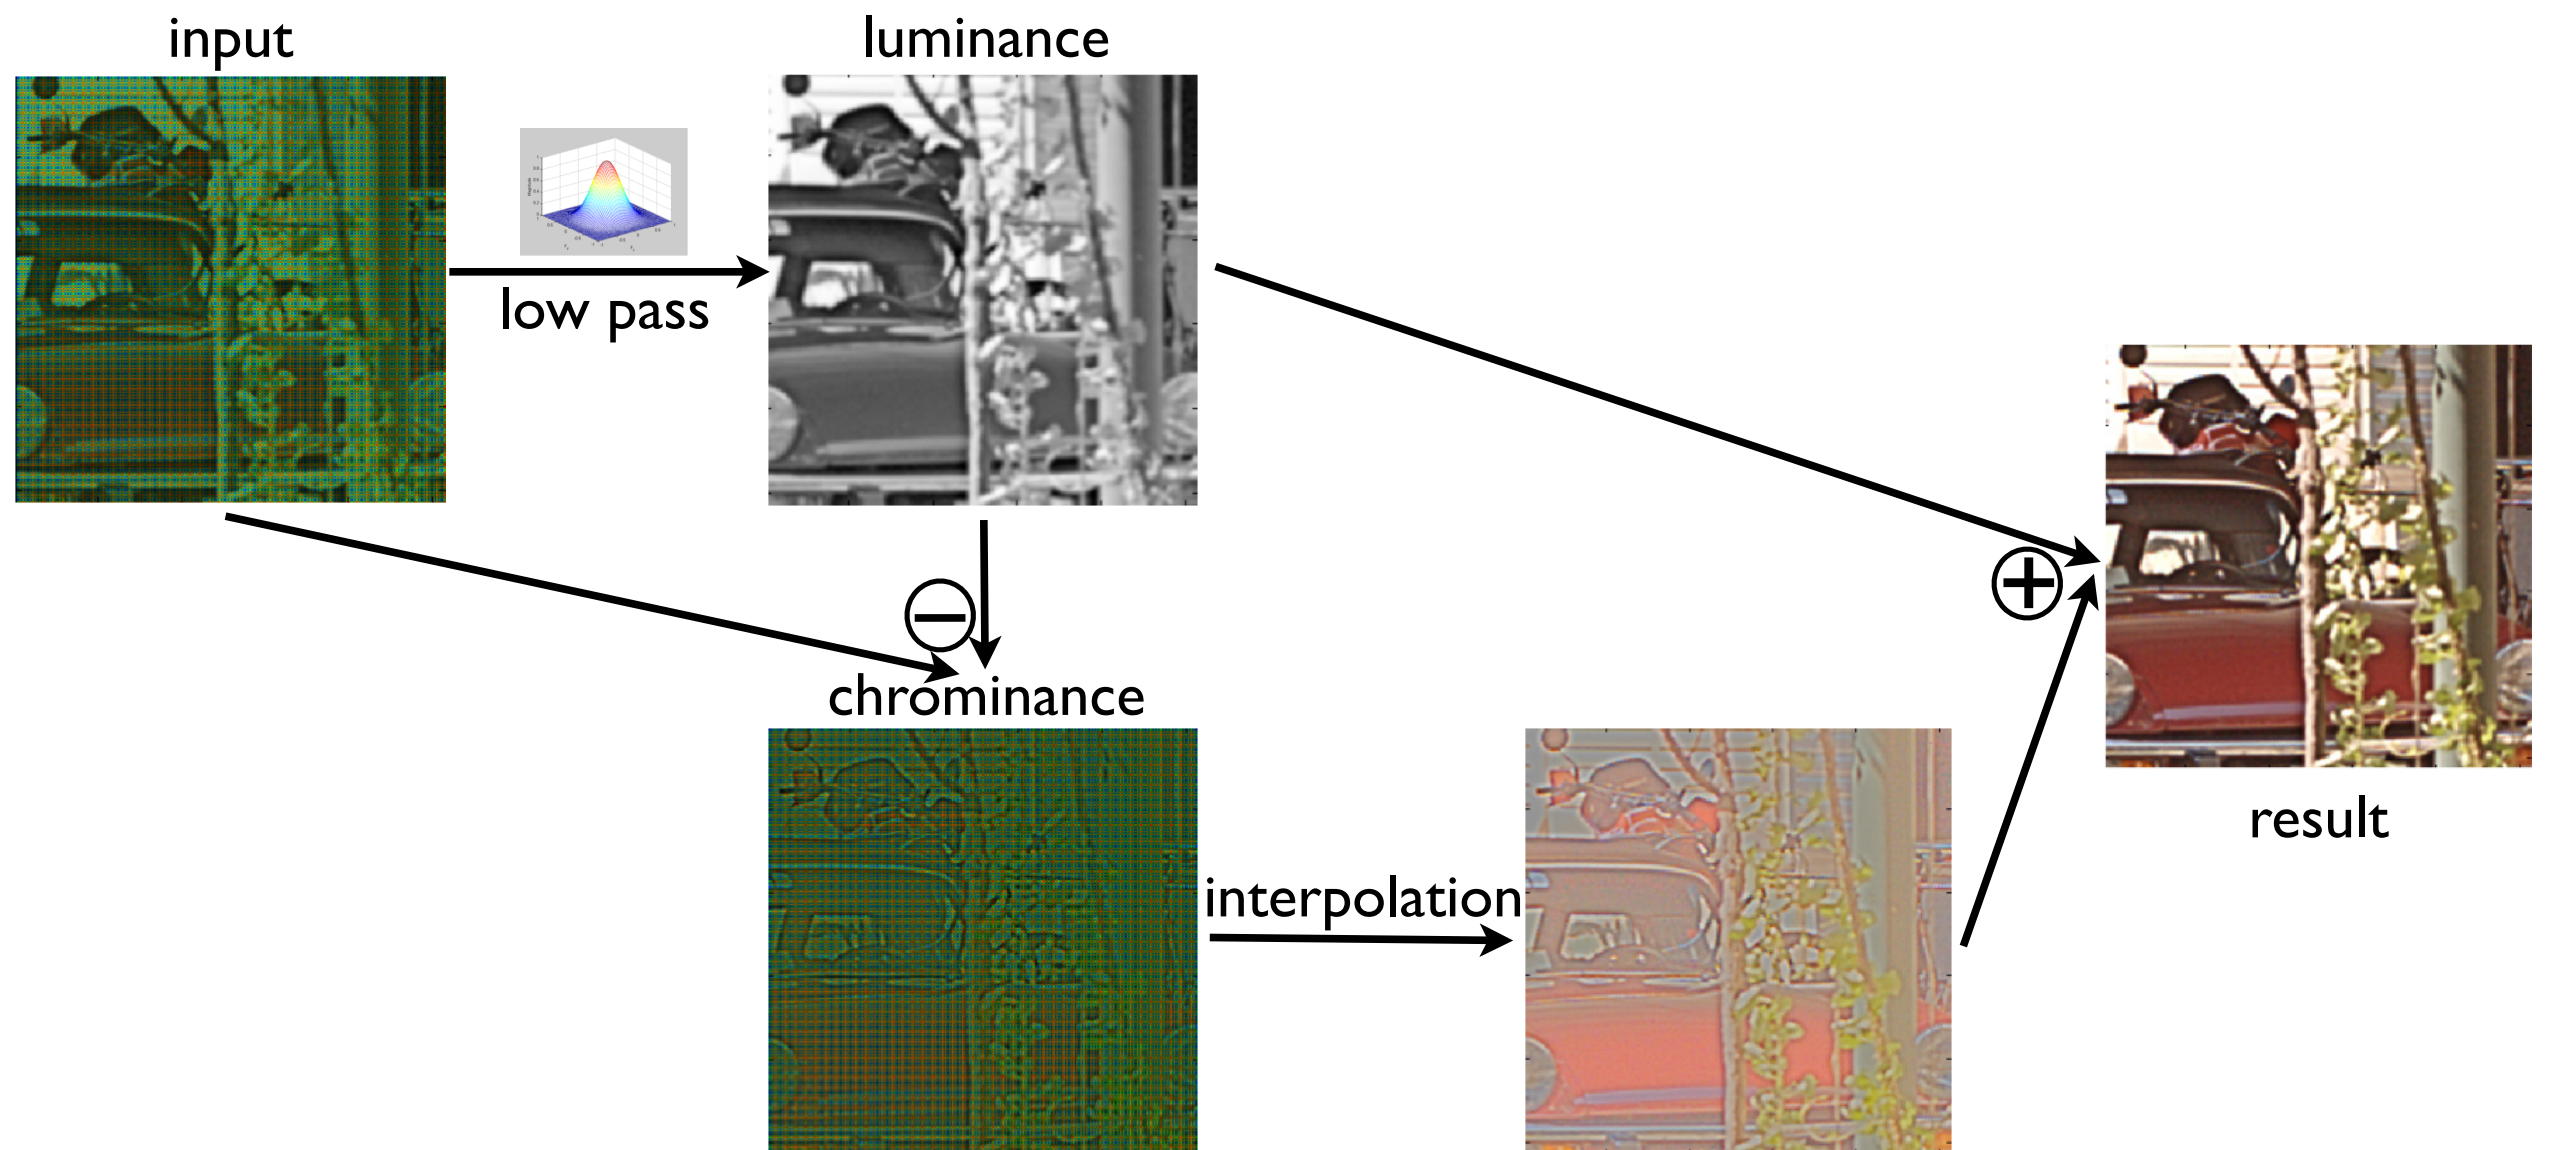 input
luminance
low pass
chrominance
interpolation
result